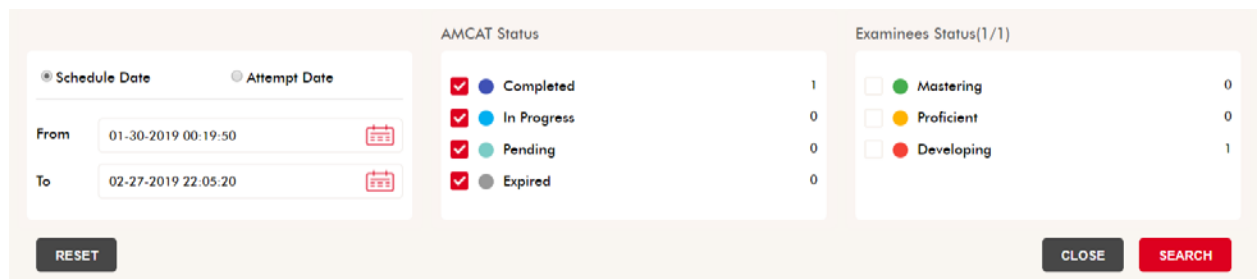 AMCAT Status
Examinees Status(1/1)
Schedule Date
Attempt Date
From
01-30-2019 00:19:50
To
02-27-2019 22:05:20
Completed 1
In Progress 0
Pending 0
Expired 0
Mastering 0
Proficient 0
Developing 1
RESET
CLOSE
SEARCH